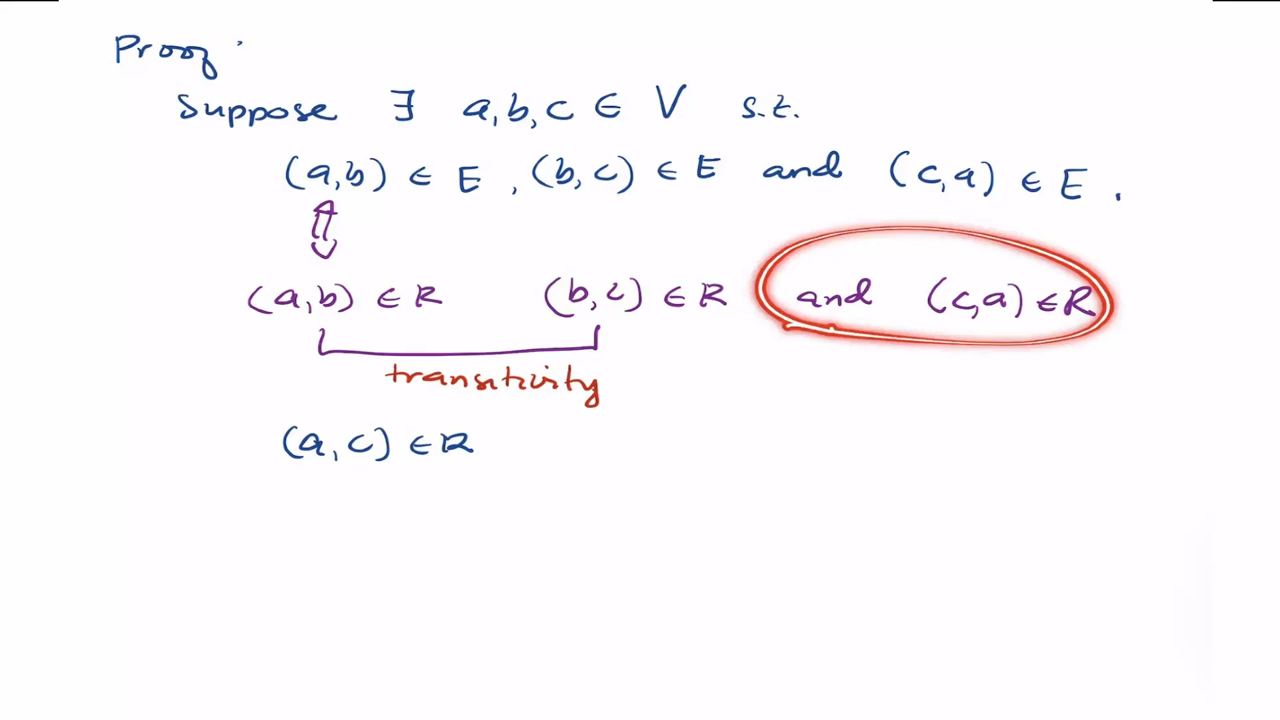 Proof:
Suppose ∃ a,b,c ∈ V s.t.
(a,b) ∈ E, (b,c) ∈ E and (c,a) ∈ E.
(a,b) ∈ R (b,c) ∈ R and (c,a) ∈ R
transitivity
(a,c) ∈ R